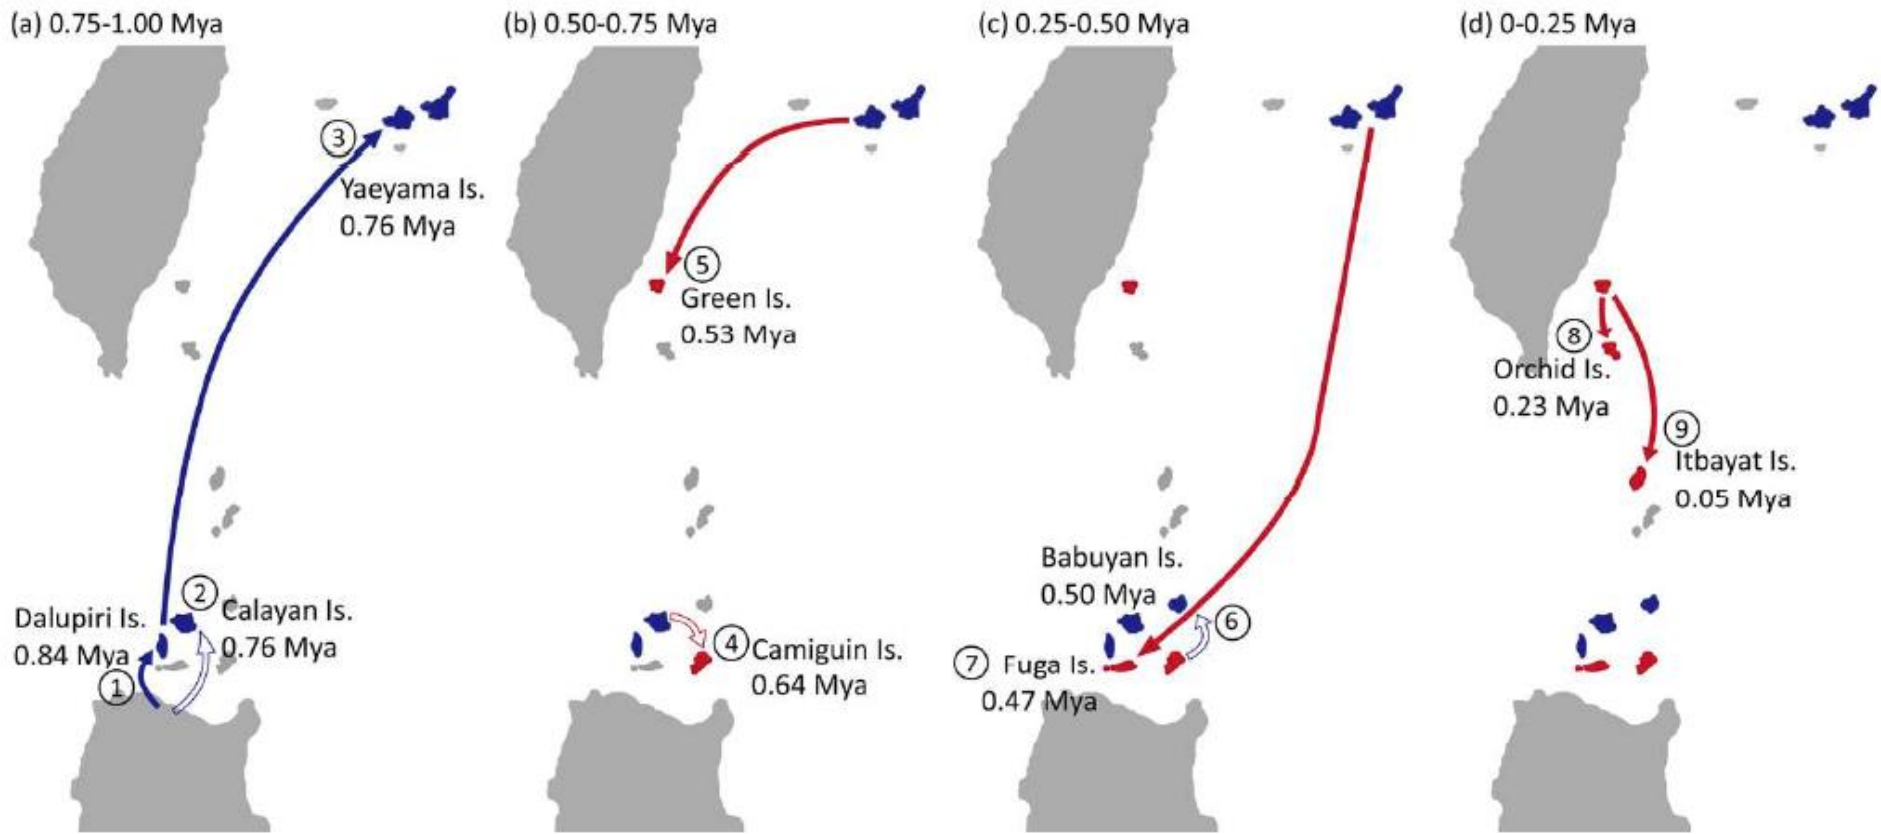 (a) 0.75-1.00 Mya
③
Yaeyama Is.
0.76 Mya
②
Calayan Is.
0.76 Mya
Dalupiri Is.
0.84 Mya
①
(b) 0.50-0.75 Mya
⑤
Green Is.
0.53 Mya
④
Camiguin Is.
0.64 Mya
(c) 0.25-0.50 Mya
Babuyan Is.
0.50 Mya
⑥
⑦ Fuga Is.
0.47 Mya
(d) 0-0.25 Mya
⑧
Orchid Is.
0.23 Mya
⑨
Itbayat Is.
0.05 Mya